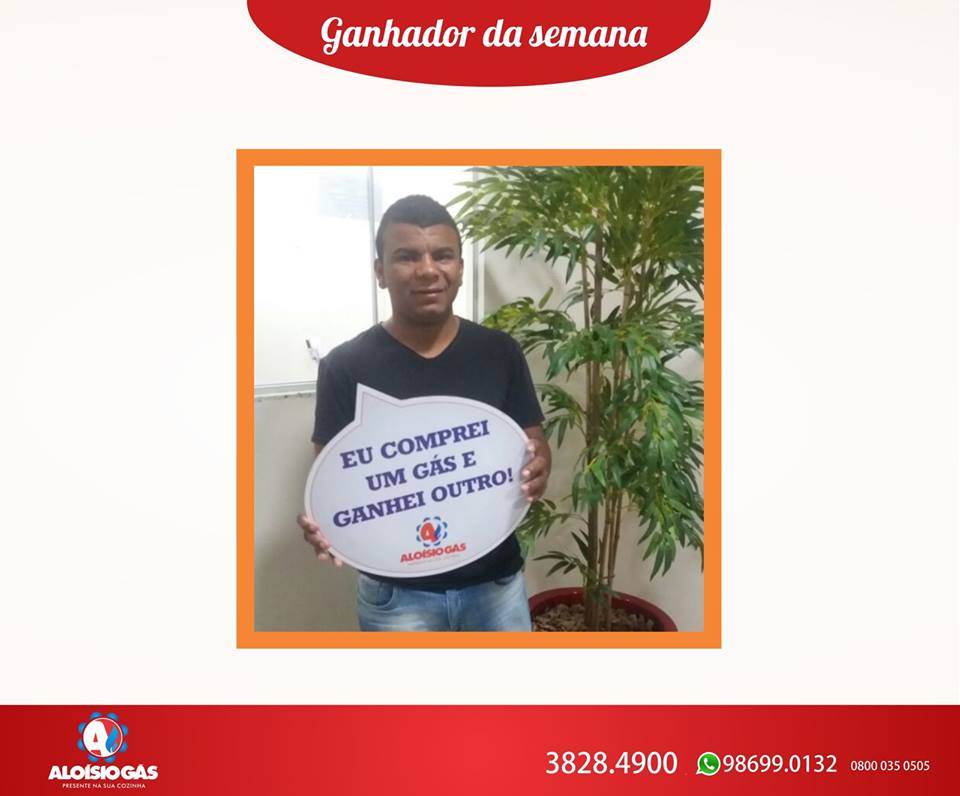 Ganhador da semana
EU COMPREI
UM GÁS E
GANHEI OUTRO!
ALOÍSIO GÁS
ALOÍSIO GÁS
PRESENTE NA SUA COZINHA
3828.4900 98699.0132 0800 035 0505